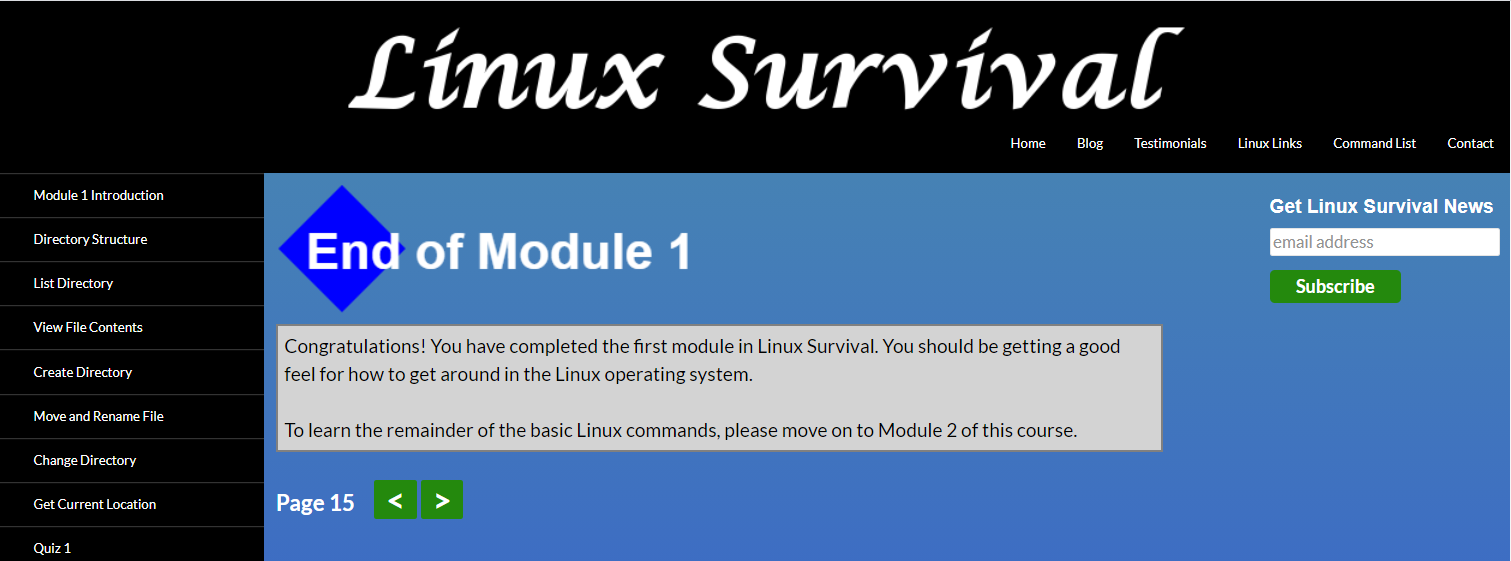 Linux Survival
Home Blog Testimonials Linux Links Command List Contact
Module 1 Introduction
Directory Structure
List Directory
View File Contents
Create Directory
Move and Rename File
Change Directory
Get Current Location
Quiz 1
End of Module 1
Congratulations! You have completed the first module in Linux Survival. You should be getting a good
feel for how to get around in the Linux operating system.
To learn the remainder of the basic Linux commands, please move on to Module 2 of this course.
Page 15 < >
Get Linux Survival News
email address
Subscribe